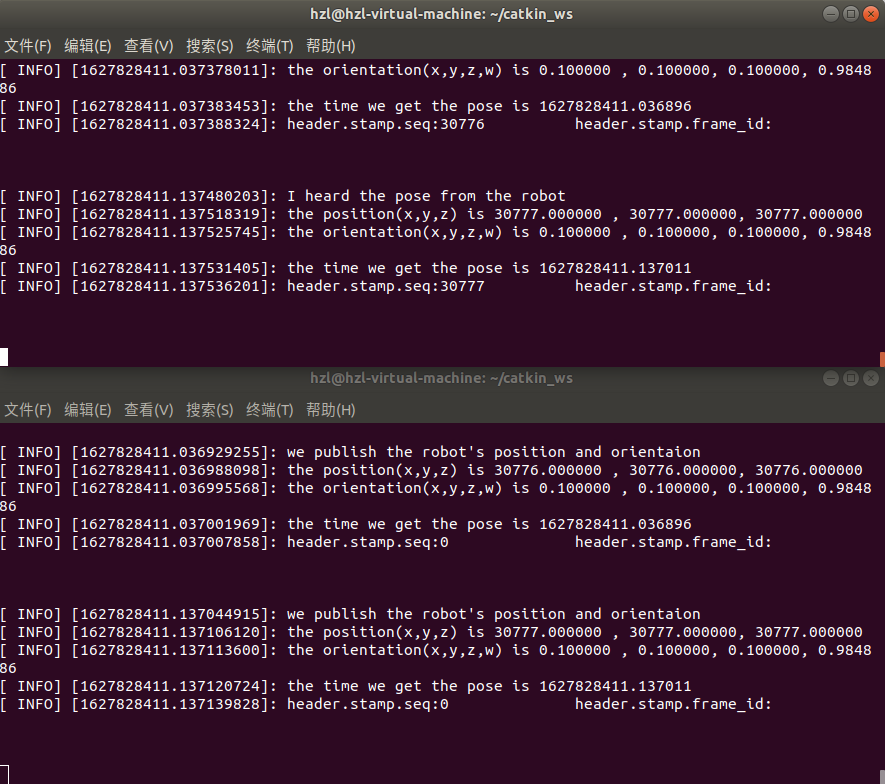 hzl@hzl-virtual-machine: ~/catkin_ws
文件(F) 编辑(E) 查看(V) 搜索(S) 终端(T) 帮助(H)
[ INFO] [1627828411.037378011]: the orientation(x,y,z,w) is 0.100000 , 0.100000, 0.100000, 0.9848
86
[ INFO] [1627828411.037383453]: the time we get the pose is 1627828411.036896
[ INFO] [1627828411.037388324]: header.stamp.seq:30776          header.stamp.frame_id:
[ INFO] [1627828411.137480203]: I heard the pose from the robot
[ INFO] [1627828411.137518319]: the position(x,y,z) is 30777.000000 , 30777.000000, 30777.000000
[ INFO] [1627828411.137525745]: the orientation(x,y,z,w) is 0.100000 , 0.100000, 0.100000, 0.9848
86
[ INFO] [1627828411.137531405]: the time we get the pose is 1627828411.137011
[ INFO] [1627828411.137536201]: header.stamp.seq:30777          header.stamp.frame_id:
hzl@hzl-virtual-machine: ~/catkin_ws
文件(F) 编辑(E) 查看(V) 搜索(S) 终端(T) 帮助(H)
[ INFO] [1627828411.036929255]: we publish the robot's position and orientaion
[ INFO] [1627828411.036988098]: the position(x,y,z) is 30776.000000 , 30776.000000, 30776.000000
[ INFO] [1627828411.036995568]: the orientation(x,y,z,w) is 0.100000 , 0.100000, 0.100000, 0.9848
86
[ INFO] [1627828411.037001969]: the time we get the pose is 1627828411.036896
[ INFO] [1627828411.037007858]: header.stamp.seq:0              header.stamp.frame_id:
[ INFO] [1627828411.137044915]: we publish the robot's position and orientaion
[ INFO] [1627828411.137106120]: the position(x,y,z) is 30777.000000 , 30777.000000, 30777.000000
[ INFO] [1627828411.137113600]: the orientation(x,y,z,w) is 0.100000 , 0.100000, 0.100000, 0.9848
86
[ INFO] [1627828411.137120724]: the time we get the pose is 1627828411.137011
[ INFO] [1627828411.137139828]: header.stamp.seq:0              header.stamp.frame_id: